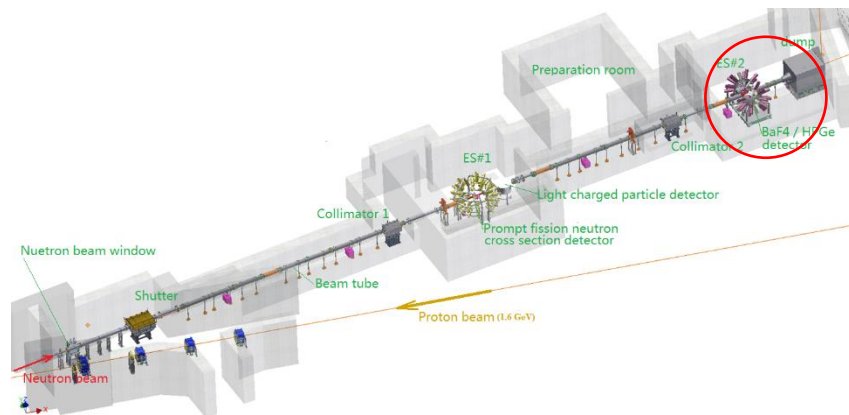 dump
ES#2
Preparation room
BaF4 / HPGe
detector
Collimator 2
ES#1
Light charged particle detector
Collimator 1
Prompt fission neutron
cross section detector
Nuetron beam window
Beam tube
Shutter
Proton beam (1.6 GeV)
Neutron beam